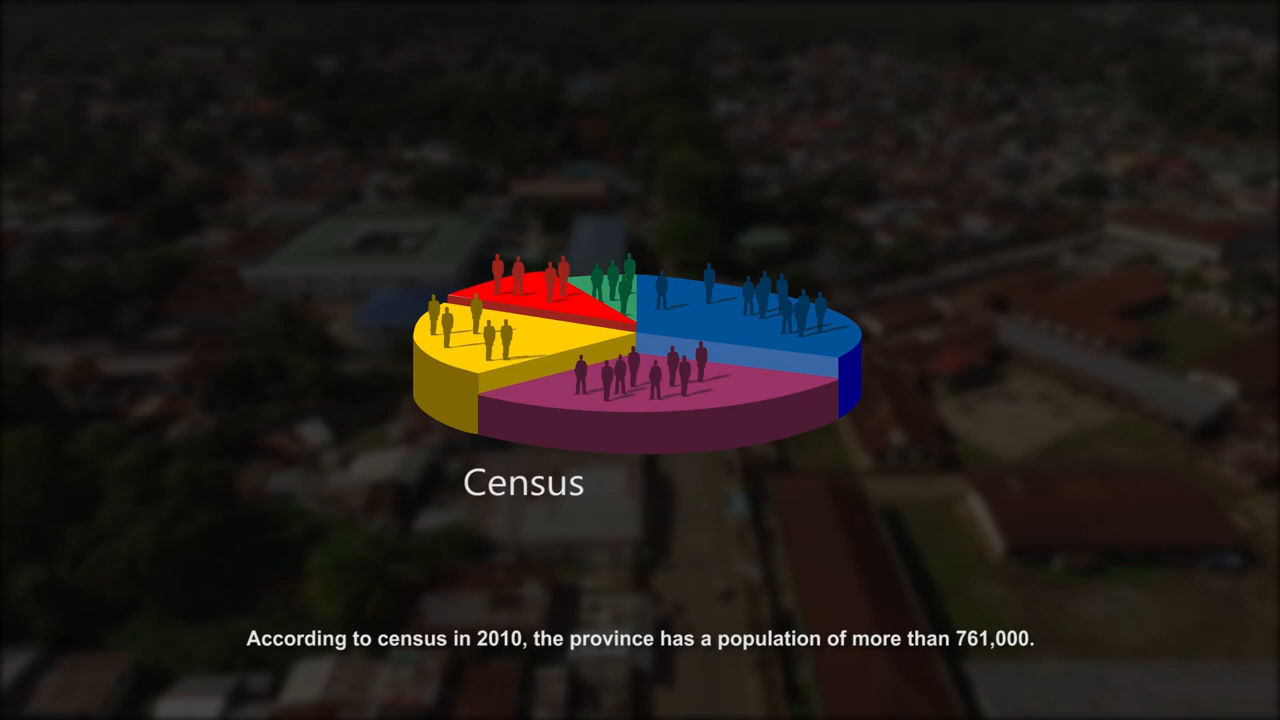 Census
According to census in 2010, the province has a population of more than 761,000.